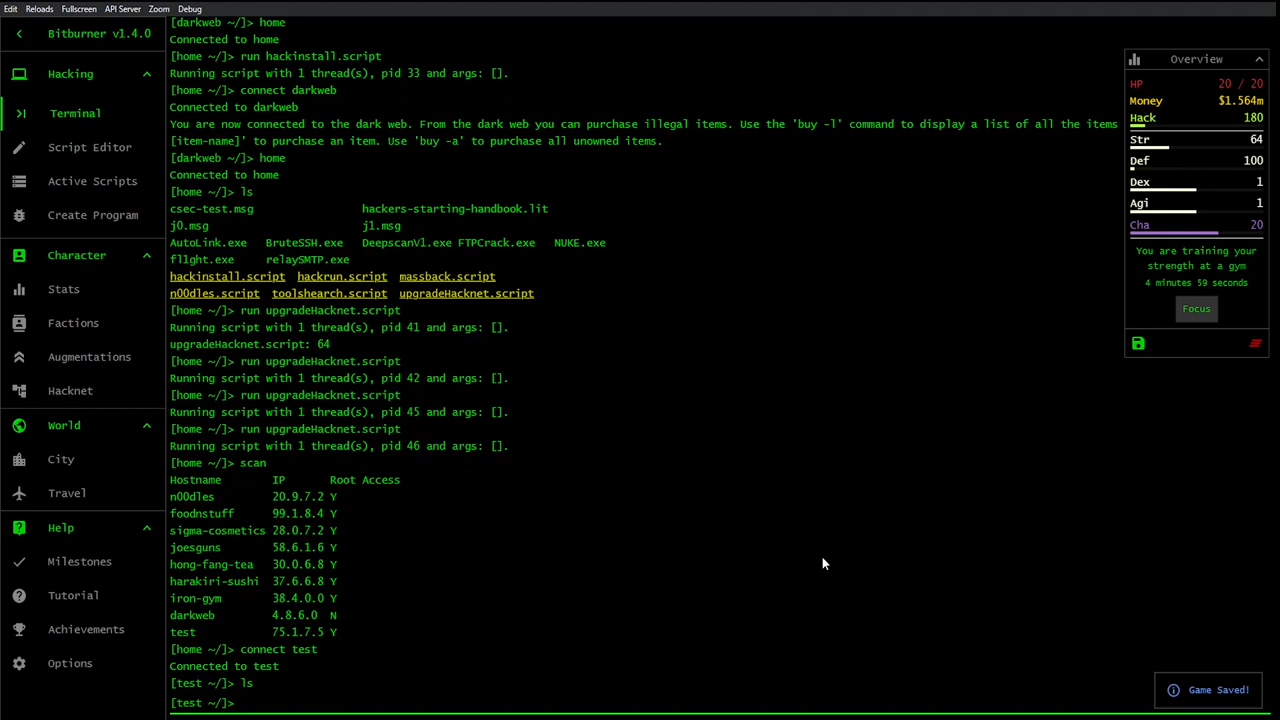 Edit Reloads Fullscreen API Server Zoom Debug
Bitburner v1.4.0
Hacking
Terminal
Script Editor
Active Scripts
Create Program
Character
Stats
Factions
Augmentations
Hacknet
World
City
Travel
Help
Milestones
Tutorial
Achievements
Options
[darkweb ~/]> home
Connected to home
[home ~/]> run hackinstall.script
Running script with 1 thread(s), pid 33 and args: [].
[home ~/]> connect darkweb
Connected to darkweb
You are now connected to the dark web. From the dark web you can purchase illegal items. Use the 'buy -l' command to display a list of all the items
[item-name]' to purchase an item. Use 'buy -a' to purchase all unowned items.
[darkweb ~/]> home
Connected to home
[home ~/]> ls
csec-test.msg hackers-starting-handbook.lit
j0.msg j1.msg
AutoLink.exe BruteSSH.exe DeepscanV1.exe FTPCrack.exe NUKE.exe
fl1ght.exe relaySMTP.exe
hackinstall.script hackrun.script massback.script
n00dles.script toolshearch.script upgradeHacknet.script
[home ~/]> run upgradeHacknet.script
Running script with 1 thread(s), pid 41 and args: [].
upgradeHacknet.script: 64
[home ~/]> run upgradeHacknet.script
Running script with 1 thread(s), pid 42 and args: [].
[home ~/]> run upgradeHacknet.script
Running script with 1 thread(s), pid 45 and args: [].
[home ~/]> run upgradeHacknet.script
Running script with 1 thread(s), pid 46 and args: [].
[home ~/]> scan
Hostname IP Root Access
n00dles 20.9.7.2 Y
foodnstuff 99.1.8.4 Y
sigma-cosmetics 28.0.7.2 Y
joesguns 58.6.1.6 Y
hong-fang-tea 30.0.6.8 Y
harakiri-sushi 37.6.6.8 Y
iron-gym 38.4.0.0 Y
darkweb 4.8.6.0 N
test 75.1.7.5 Y
[home ~/]> connect test
Connected to test
[test ~/]> ls
[test ~/]>
Overview
HP 20 / 20
Money $1.564m
Hack 180
Str 64
Def 100
Dex 1
Agi 1
Cha 20
You are training your
strength at a gym
4 minutes 59 seconds
Focus
Game Saved!